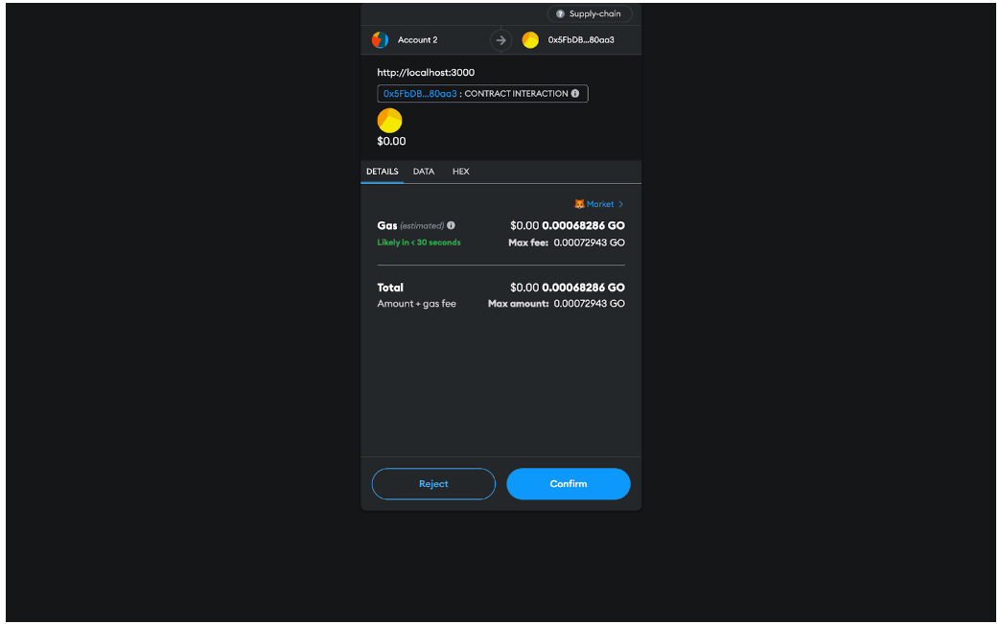 Supply-chain
Account 2 0x5FbDB...80aa3
http://localhost:3000
0x5FbDB...80aa3 : CONTRACT INTERACTION
$0.00
DETAILS DATA HEX
Market >
Gas (estimated) $0.00 0.00068286 GO
Likely in < 30 seconds Max fee: 0.00072943 GO
Total $0.00 0.00068286 GO
Amount + gas fee Max amount: 0.00072943 GO
Reject Confirm